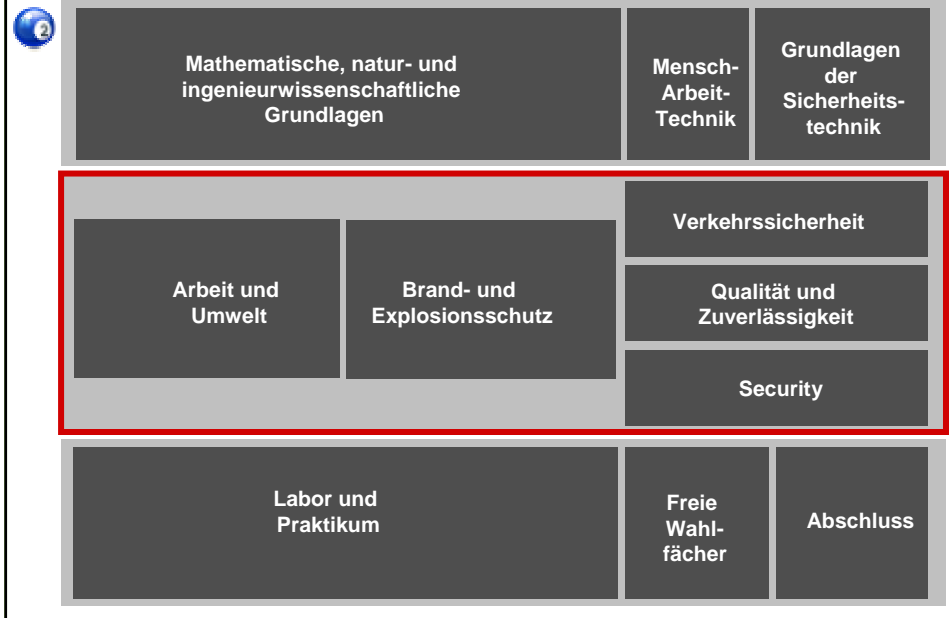 2
Mathematische, natur- und
ingenieurwissenschaftliche
Grundlagen
Mensch-
Arbeit-
Technik
Grundlagen
der
Sicherheits-
technik
Arbeit und
Umwelt
Brand- und
Explosionsschutz
Verkehrssicherheit
Qualität und
Zuverlässigkeit
Security
Labor und
Praktikum
Freie
Wahl-
fächer
Abschluss